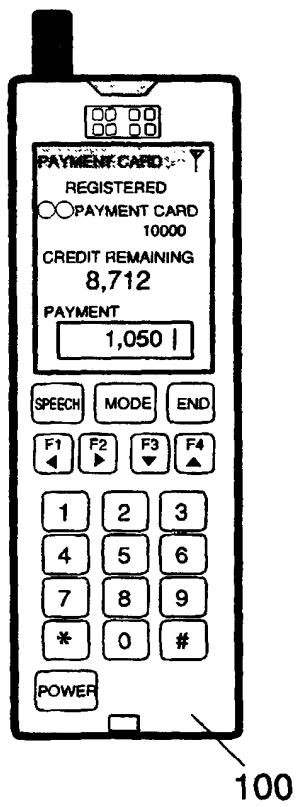 PAYMENT CARD
REGISTERED
○○PAYMENT CARD
10000
CREDIT REMAINING
8,712
PAYMENT
1,050 |
SPEECH MODE END
F1 F2 F3 F4
◀ ▶ ▼ ▲
1 2 3
4 5 6
7 8 9
* 0 #
POWER
100